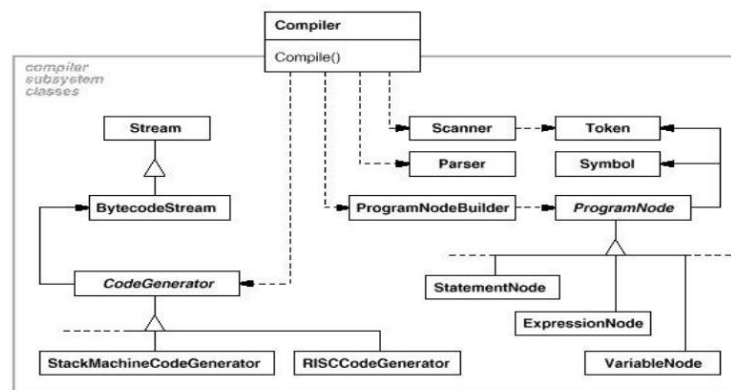 Compiler
Compile()
compiler
subsystem
classes
Stream
Scanner
Token
Parser
Symbol
BytecodeStream
ProgramNodeBuilder
ProgramNode
CodeGenerator
StatementNode
ExpressionNode
StackMachineCodeGenerator
RISCCodeGenerator
VariableNode